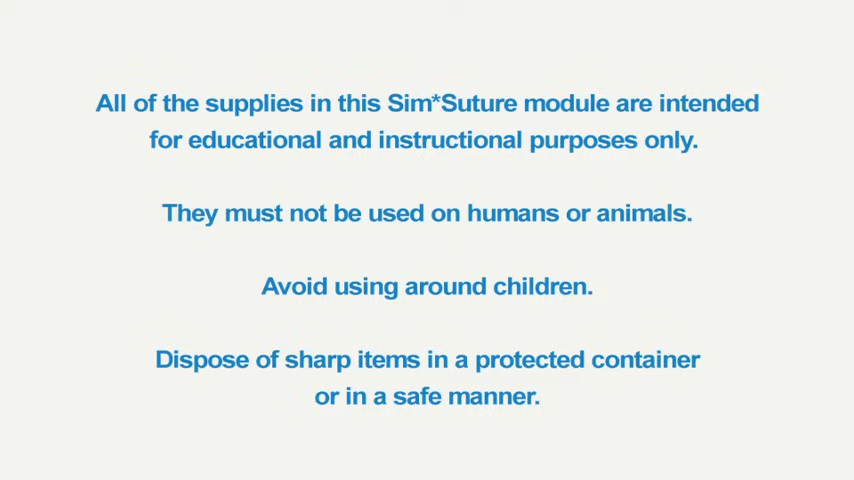 All of the supplies in this Sim*Suture module are intended
for educational and instructional purposes only.
They must not be used on humans or animals.
Avoid using around children.
Dispose of sharp items in a protected container
or in a safe manner.